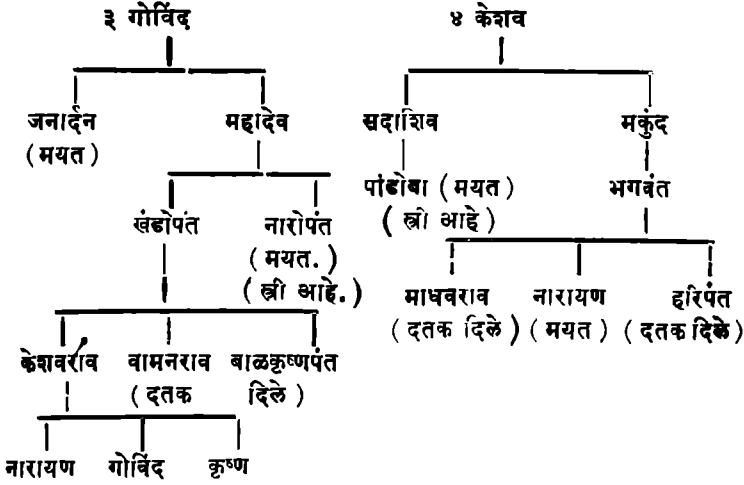 ३ गोविंद ४ केशव
जनार्दन महादेव सदाशिव मकुंद
(मयत) पांडोबा (मयत) भगवंत
खंडोपंत नारोपंत (स्त्री आहे)
(मयत.)
(स्त्री आहे.) माधवराव नारायण हरिपंत
(दतक दिले) (मयत) (दतक दिले)
केशवराव वामनराव बाळकृष्णपंत
(दतक दिले)
नारायण गोविंद कृष्ण